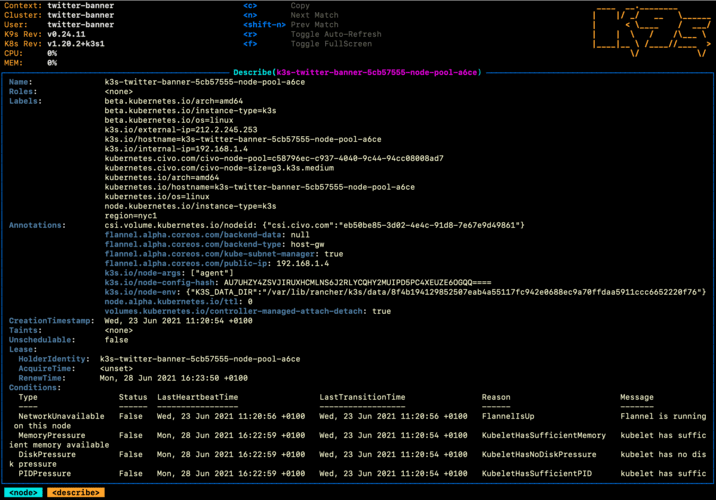 Context: twitter-banner <c> Copy
Cluster: twitter-banner <n> Next Match
User: twitter-banner <shift-n> Prev Match
K9s Rev: v0.24.11 <r> Toggle Auto-Refresh
K8s Rev: v1.20.2+k3s1 <f> Toggle FullScreen
CPU: 0%
MEM: 0%
Describe(k3s-twitter-banner-5cb57555-node-pool-a6ce)
Name: k3s-twitter-banner-5cb57555-node-pool-a6ce
Roles: <none>
Labels: beta.kubernetes.io/arch=amd64
beta.kubernetes.io/instance-type=k3s
beta.kubernetes.io/os=linux
k3s.io/external-ip=212.2.245.253
k3s.io/hostname=k3s-twitter-banner-5cb57555-node-pool-a6ce
k3s.io/internal-ip=192.168.1.4
kubernetes.civo.com/civo-node-pool=c58796ec-c937-4040-9c44-94cc08008ad7
kubernetes.civo.com/civo-node-size=g3.k3s.medium
kubernetes.io/arch=amd64
kubernetes.io/hostname=k3s-twitter-banner-5cb57555-node-pool-a6ce
kubernetes.io/os=linux
node.kubernetes.io/instance-type=k3s
region=nyc1
Annotations: csi.volume.kubernetes.io/nodeid: {"csi.civo.com":"eb50be85-3d02-4e4c-91d8-7e67e9d49861"}
flannel.alpha.coreos.com/backend-data: null
flannel.alpha.coreos.com/backend-type: host-gw
flannel.alpha.coreos.com/kube-subnet-manager: true
flannel.alpha.coreos.com/public-ip: 192.168.1.4
k3s.io/node-args: ["agent"]
k3s.io/node-config-hash: AU7UHZY4ZSVJIRUXHCMLNS6J2RLYCQHY2MUIPD5PC4XEUZE6OGQQ====
k3s.io/node-env: {"K3S_DATA_DIR":"/var/lib/rancher/k3s/data/8f4b194129852507eab4a55117fc942e0688ec9a70ffdaa5911ccc6652220f76"}
node.alpha.kubernetes.io/ttl: 0
volumes.kubernetes.io/controller-managed-attach-detach: true
CreationTimestamp: Wed, 23 Jun 2021 11:20:54 +0100
Taints: <none>
Unschedulable: false
Lease:
HolderIdentity: k3s-twitter-banner-5cb57555-node-pool-a6ce
AcquireTime: <unset>
RenewTime: Mon, 28 Jun 2021 16:23:50 +0100
Conditions:
Type Status LastHeartbeatTime LastTransitionTime Reason Message
---- ------ ----------------- ------------------ ------ -------
NetworkUnavailable False Wed, 23 Jun 2021 11:20:56 +0100 Wed, 23 Jun 2021 11:20:56 +0100 FlannelIsUp Flannel is running
on this node
MemoryPressure False Mon, 28 Jun 2021 16:22:59 +0100 Wed, 23 Jun 2021 11:20:54 +0100 KubeletHasSufficientMemory kubelet has suffic
ient memory available
DiskPressure False Mon, 28 Jun 2021 16:22:59 +0100 Wed, 23 Jun 2021 11:20:54 +0100 KubeletHasNoDiskPressure kubelet has no dis
k pressure
PIDPressure False Mon, 28 Jun 2021 16:22:59 +0100 Wed, 23 Jun 2021 11:20:54 +0100 KubeletHasSufficientPID kubelet has suffic
<node> <describe>